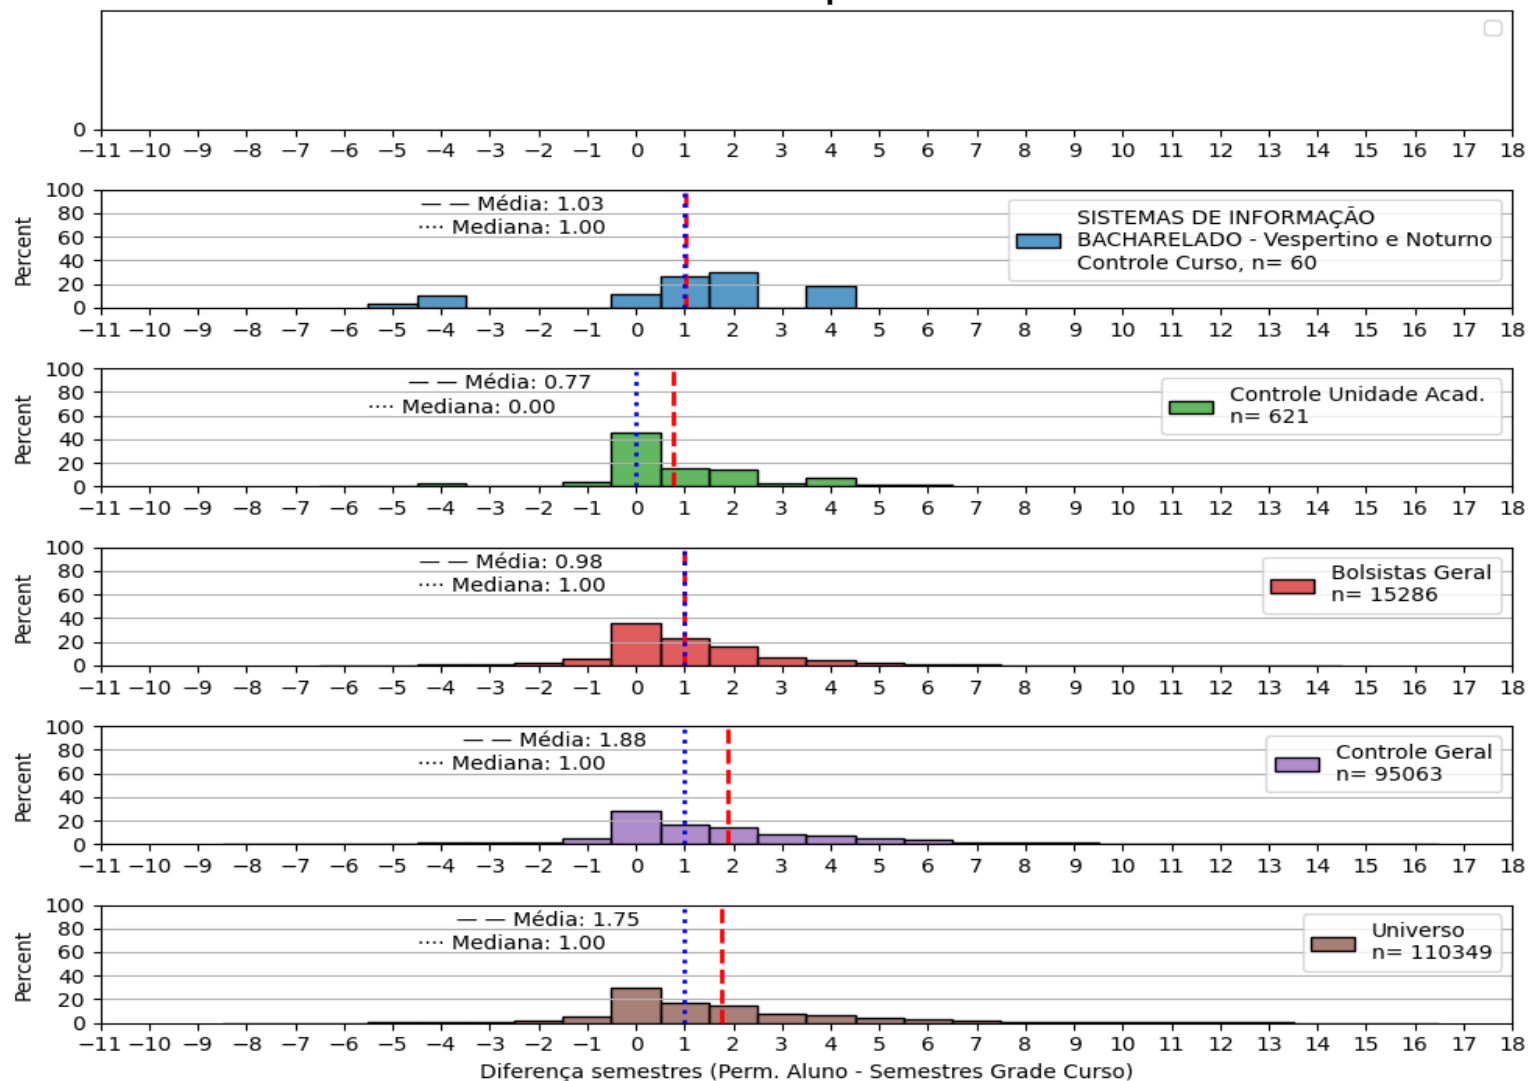 0
−11 −10 −9 −8 −7 −6 −5 −4 −3 −2 −1 0 1 2 3 4 5 6 7 8 9 10 11 12 13 14 15 16 17 18
Percent
100
80
60
40
20
0
— — Média: 1.03
···· Mediana: 1.00
SISTEMAS DE INFORMAÇÃO
BACHARELADO - Vespertino e Noturno
Controle Curso, n= 60
−11 −10 −9 −8 −7 −6 −5 −4 −3 −2 −1 0 1 2 3 4 5 6 7 8 9 10 11 12 13 14 15 16 17 18
Percent
100
80
60
40
20
0
— — Média: 0.77
···· Mediana: 0.00
Controle Unidade Acad.
n= 621
−11 −10 −9 −8 −7 −6 −5 −4 −3 −2 −1 0 1 2 3 4 5 6 7 8 9 10 11 12 13 14 15 16 17 18
Percent
100
80
60
40
20
0
— — Média: 0.98
···· Mediana: 1.00
Bolsistas Geral
n= 15286
−11 −10 −9 −8 −7 −6 −5 −4 −3 −2 −1 0 1 2 3 4 5 6 7 8 9 10 11 12 13 14 15 16 17 18
Percent
100
80
60
40
20
0
— — Média: 1.88
···· Mediana: 1.00
Controle Geral
n= 95063
−11 −10 −9 −8 −7 −6 −5 −4 −3 −2 −1 0 1 2 3 4 5 6 7 8 9 10 11 12 13 14 15 16 17 18
Percent
100
80
60
40
20
0
— — Média: 1.75
···· Mediana: 1.00
Universo
n= 110349
−11 −10 −9 −8 −7 −6 −5 −4 −3 −2 −1 0 1 2 3 4 5 6 7 8 9 10 11 12 13 14 15 16 17 18
Diferença semestres (Perm. Aluno - Semestres Grade Curso)